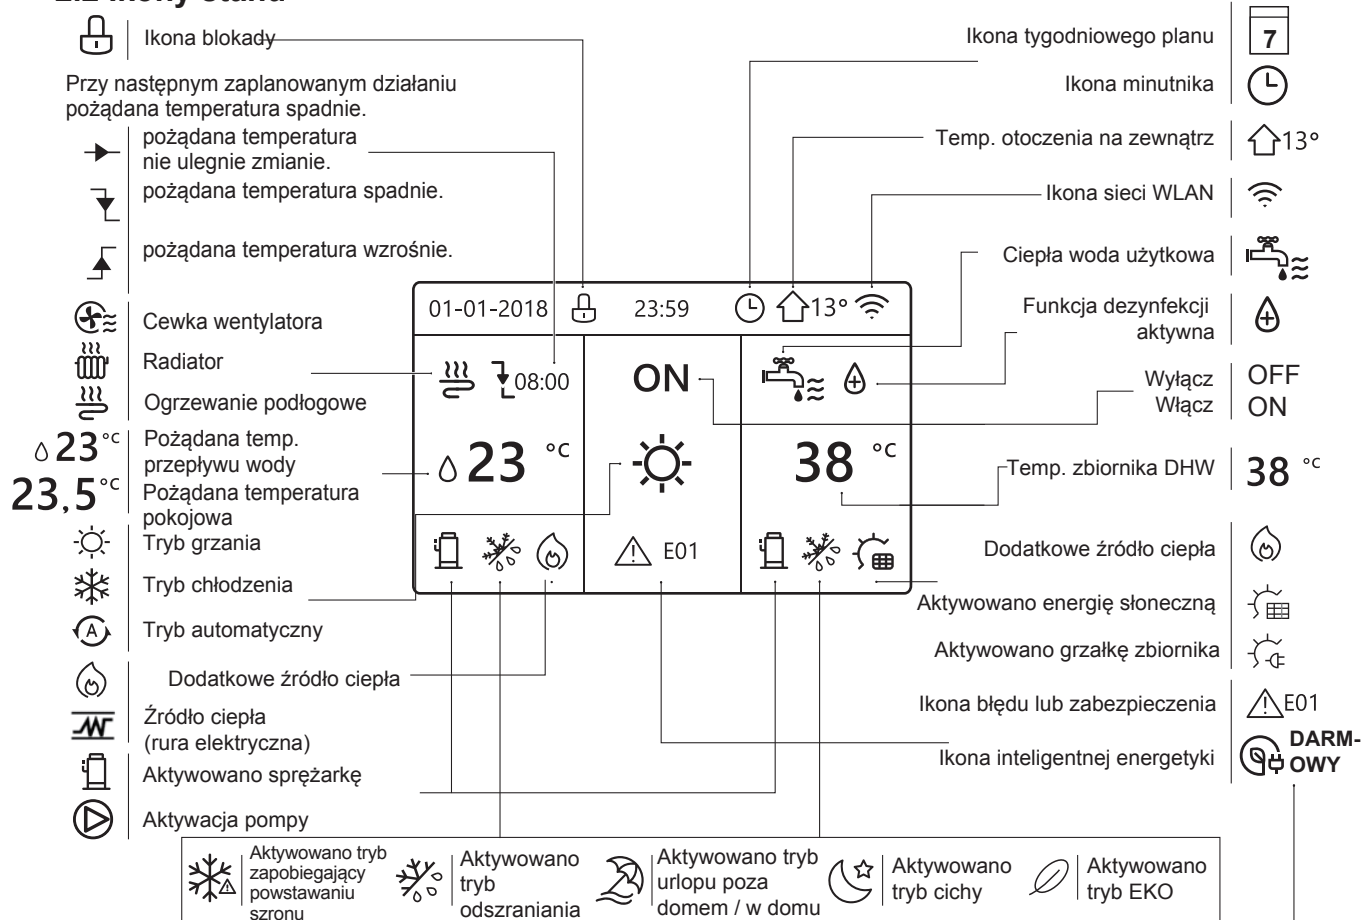 Ikona blokady
Przy następnym zaplanowanym działaniu
pożądana temperatura spadnie.
pożądana temperatura
nie ulegnie zmianie.
pożądana temperatura spadnie.
pożądana temperatura wzrośnie.
Cewka wentylatora
Radiator
Ogrzewanie podłogowe
23 °C
Pożądana temp.
przepływu wody
23,5 °C
Pożądana temperatura
pokojowa
Tryb grzania
Tryb chłodzenia
A
Tryb automatyczny
Dodatkowe źródło ciepła
Źródło ciepła
(rura elektryczna)
Aktywowano sprężarkę
Aktywacja pompy
01-01-2018
23:59
13°
08:00
ON
23 °C
38 °C
E01
Ikona tygodniowego planu
7
Ikona minutnika
Temp. otoczenia na zewnątrz
13°
Ikona sieci WLAN
Ciepła woda użytkowa
Funkcja dezynfekcji
aktywna
Wyłącz OFF
Włącz ON
Temp. zbiornika DHW
38 °C
Dodatkowe źródło ciepła
Aktywowano energię słoneczną
Aktywowano grzałkę zbiornika
Ikona błędu lub zabezpieczenia
E01
Ikona inteligentnej energetyki
DARM-
OWY
Aktywowano tryb
zapobiegający
powstawaniu
szronu
Aktywowano
tryb
odszraniania
Aktywowano tryb
urlopu poza
domem / w domu
Aktywowano
tryb cichy
Aktywowano
tryb EKO